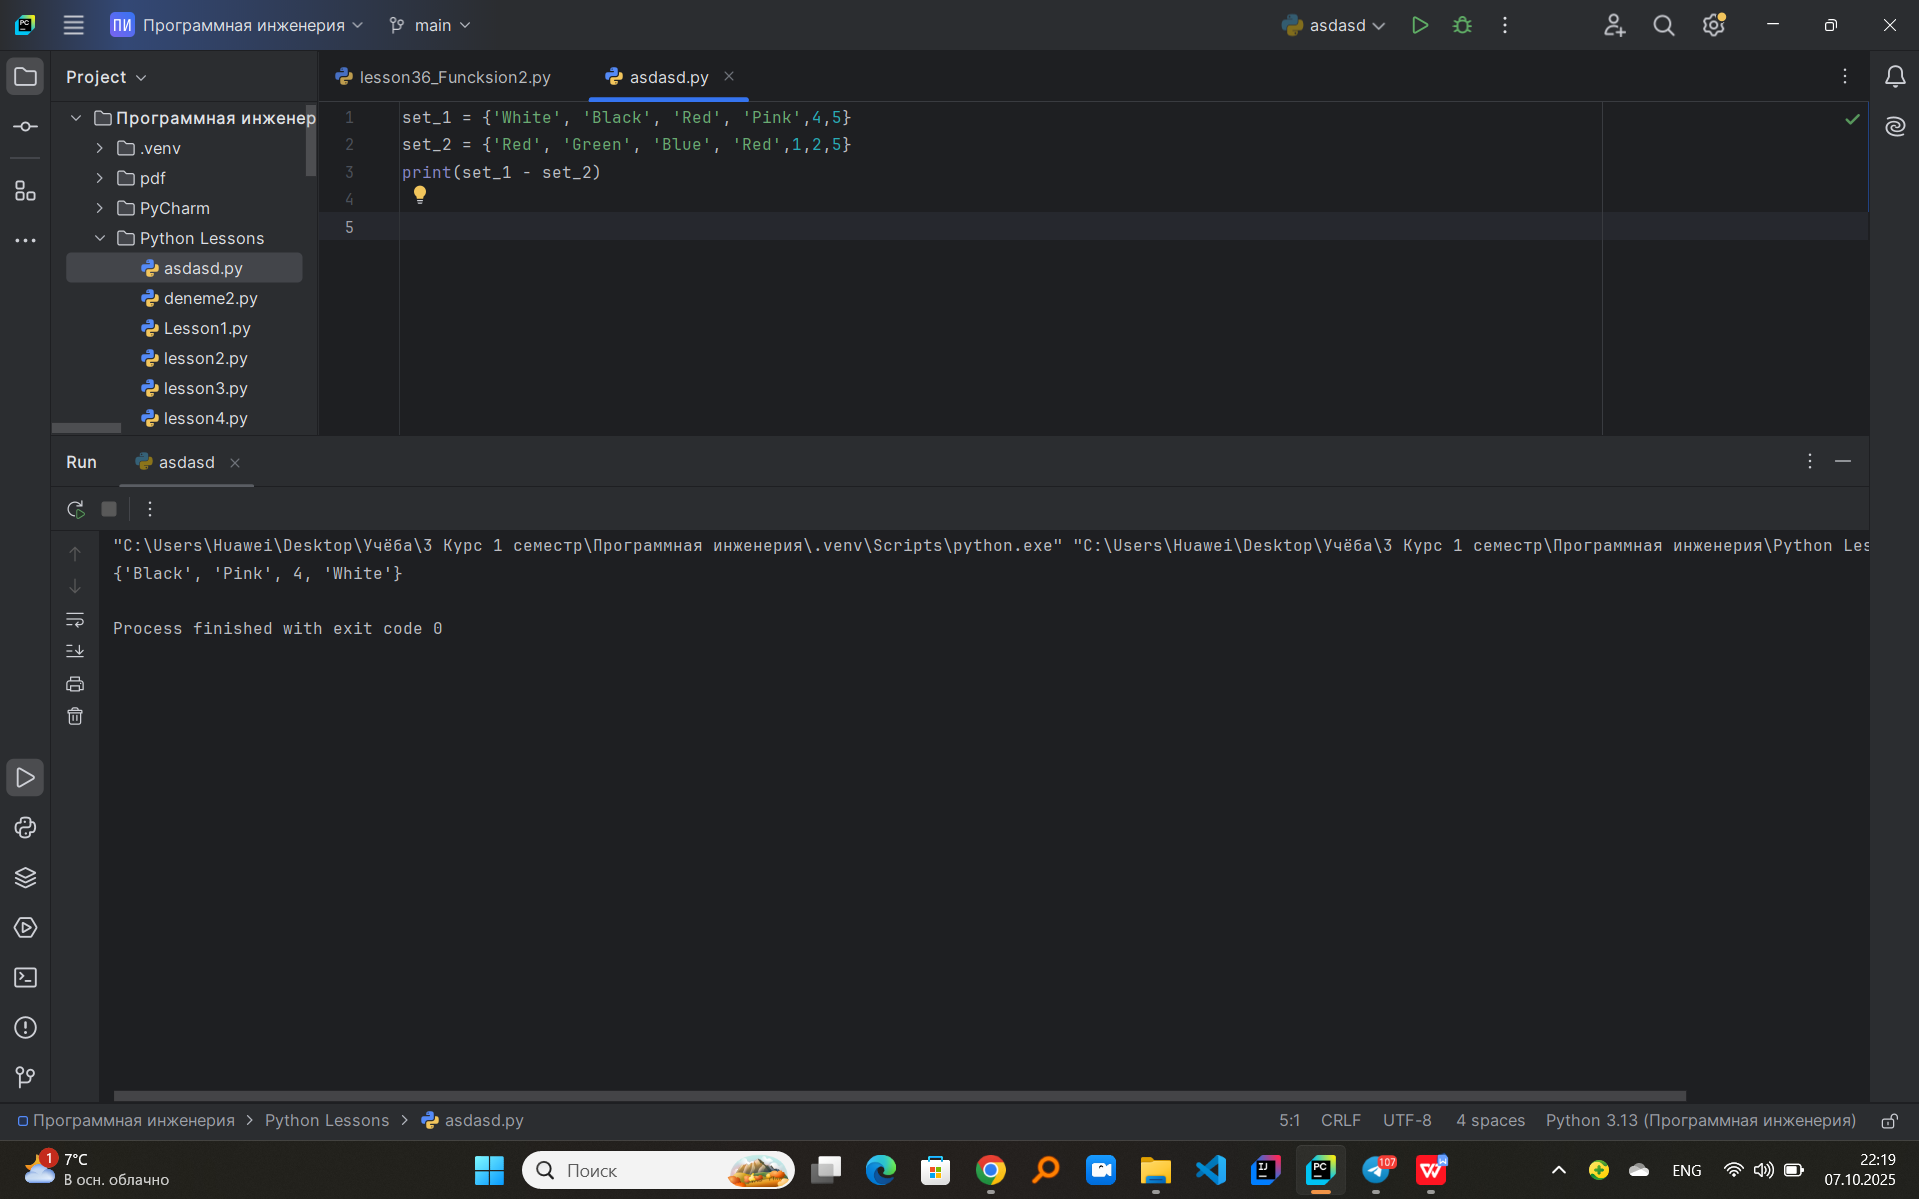 ПИ Программная инженерия main asdasd
Project
lesson36_Funcksion2.py asdasd.py
Программная инженер
.venv
pdf
PyCharm
Python Lessons
asdasd.py
deneme2.py
Lesson1.py
lesson2.py
lesson3.py
lesson4.py
1 set_1 = {'White', 'Black', 'Red', 'Pink',4,5}
2 set_2 = {'Red', 'Green', 'Blue', 'Red',1,2,5}
3 print(set_1 - set_2)
4
5
Run asdasd
"C:\Users\Huawei\Desktop\Учёба\3 Курс 1 семестр\Программная инженерия\.venv\Scripts\python.exe" "C:\Users\Huawei\Desktop\Учёба\3 Курс 1 семестр\Программная инженерия\Python Les
{'Black', 'Pink', 4, 'White'}
Process finished with exit code 0
Программная инженерия Python Lessons asdasd.py 5:1 CRLF UTF-8 4 spaces Python 3.13 (Программная инженерия)
1 7°C
В осн. облачно
Поиск
107
ENG
22:19
07.10.2025